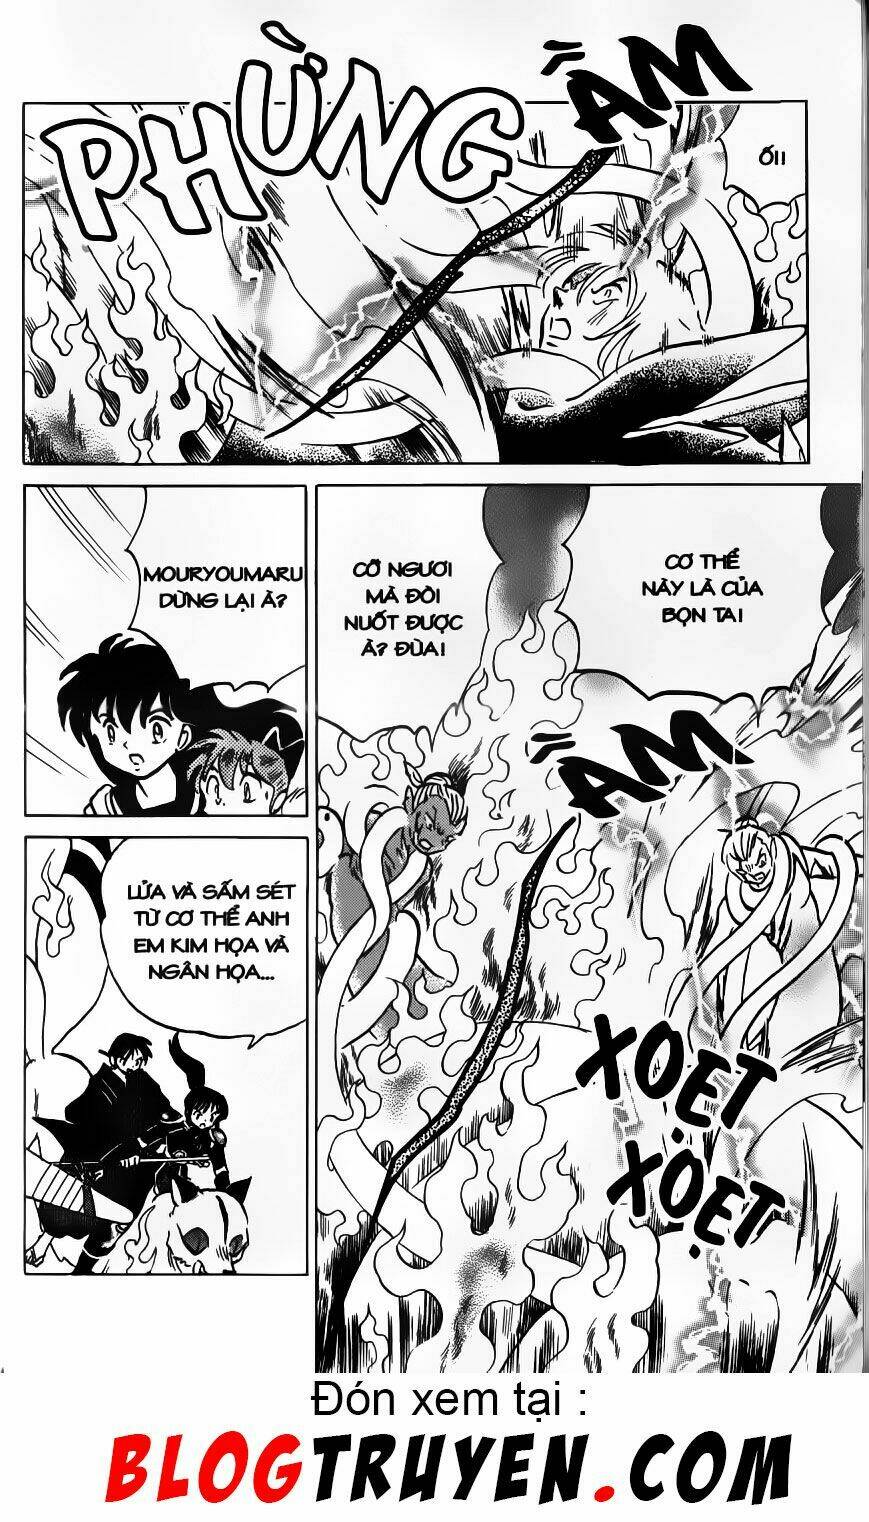 PHỪNG
ẦM
ỐI!
CƠ THỂ
NÀY LÀ CỦA
BỌN TA!
CỠ NGƯƠI
MÀ ĐÒI
NUỐT ĐƯỢC
À? ĐÙA!
ẦM
XOẸT
XOẸT
MOURYOUMARU
DỪNG LẠI À?
LỬA VÀ SẤM SÉT
TỪ CƠ THỂ ANH
EM KIM HỌA VÀ
NGÂN HỌA...
Đón xem tại :
BLOGTRUYEN.COM